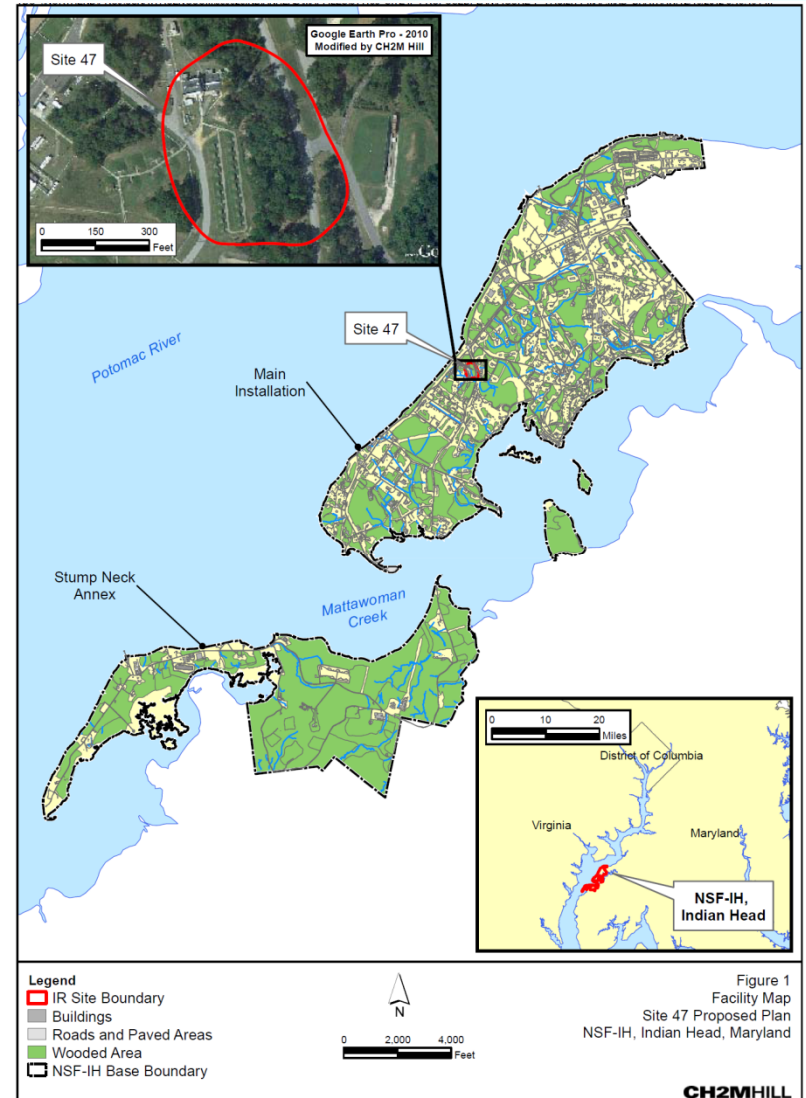 Google Earth Pro - 2010
Modified by CH2M Hill
Site 47
0 150 300
Feet
Go
Site 47
Potomac River
Main
Installation
Stump Neck
Annex
Mattawoman
Creek
0 10 20
Miles
District of Columbia
Virginia
Maryland
NSF-IH,
Indian Head
Legend
IR Site Boundary
Buildings
Roads and Paved Areas
Wooded Area
NSF-IH Base Boundary
N
0 2,000 4,000
Feet
Figure 1
Facility Map
Site 47 Proposed Plan
NSF-IH, Indian Head, Maryland
CH2MHILL